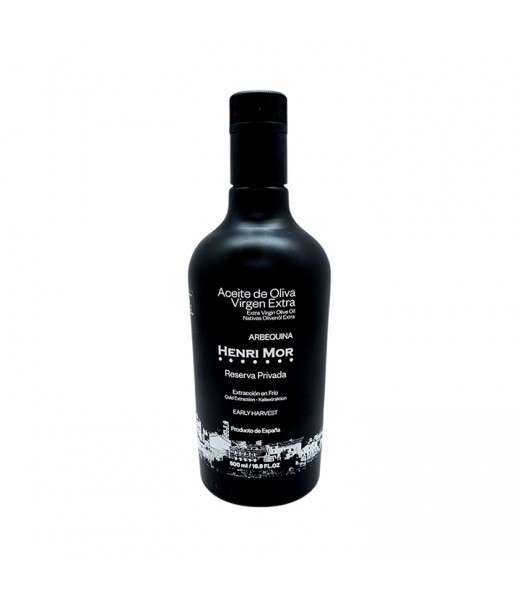 Aceite de Oliva
Virgen Extra
Extra Virgin Olive Oil
Natives Olivenöl Extra
ARBEQUINA
HENRI MOR
Reserva Privada
Extracción en Frío
Cold Extraction - Kaltextraktion
EARLY HARVEST
Producto de España
500 ml / 16.9 FL.OZ